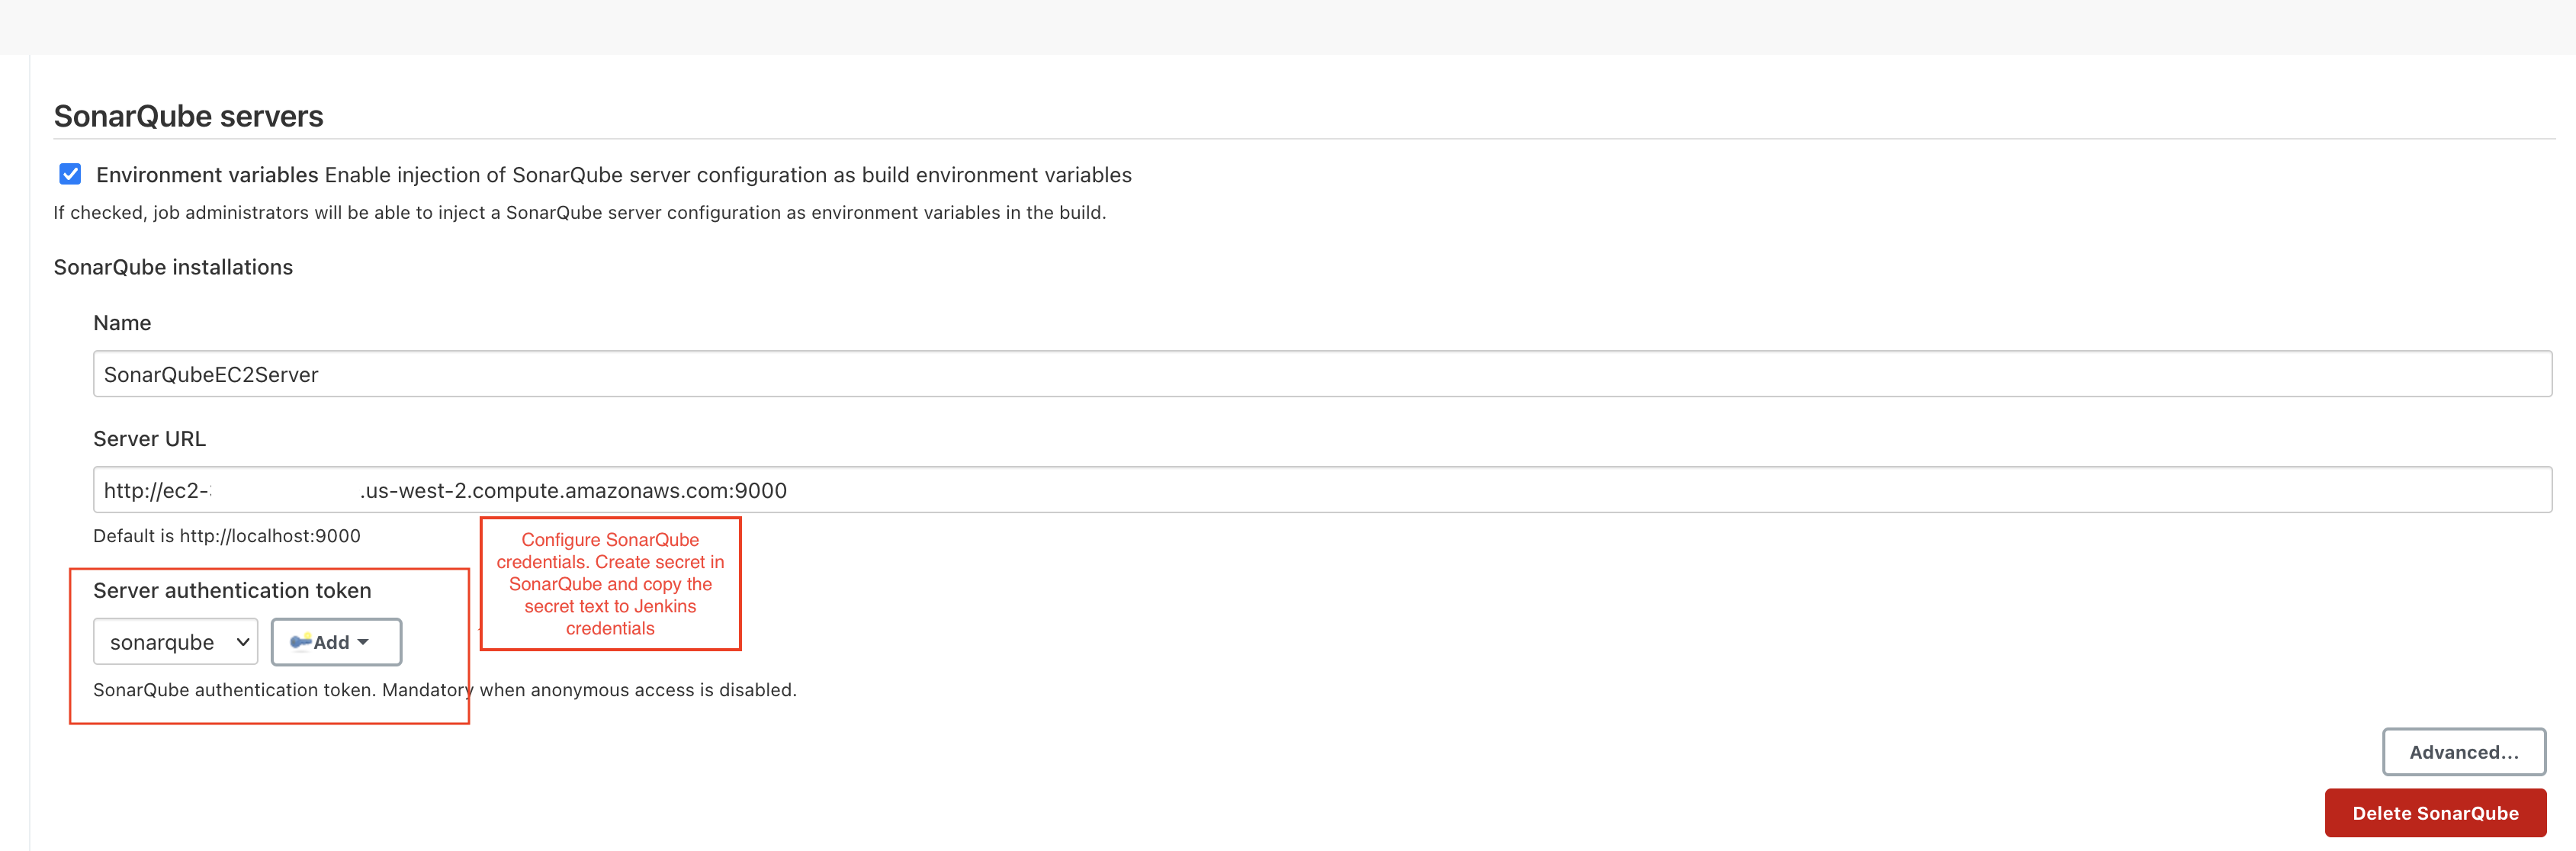 SonarQube servers
Environment variables Enable injection of SonarQube server configuration as build environment variables
If checked, job administrators will be able to inject a SonarQube server configuration as environment variables in the build.
SonarQube installations
Name
SonarQubeEC2Server
Server URL
http://ec2- .us-west-2.compute.amazonaws.com:9000
Default is http://localhost:9000
Configure SonarQube
credentials. Create secret in
SonarQube and copy the
secret text to Jenkins
credentials
Server authentication token
sonarqube
Add
SonarQube authentication token. Mandatory when anonymous access is disabled.
Advanced...
Delete SonarQube